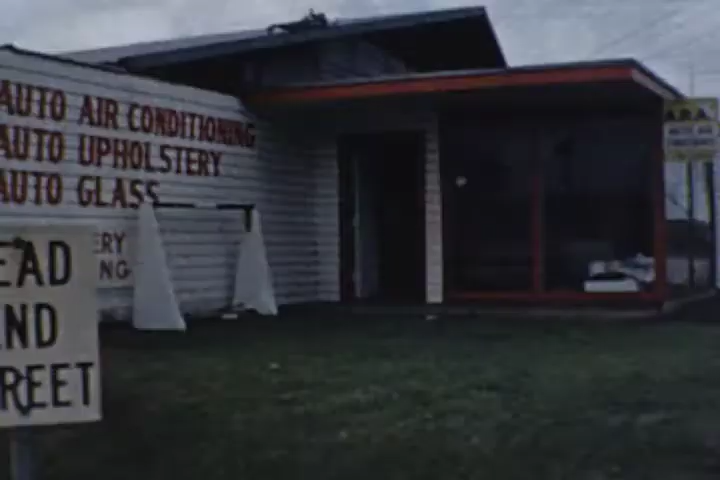 AUTO AIR CONDITIONING
AUTO UPHOLSTERY
AUTO GLASS
ERY
NG
EAD
ND
REET
A.R.A.